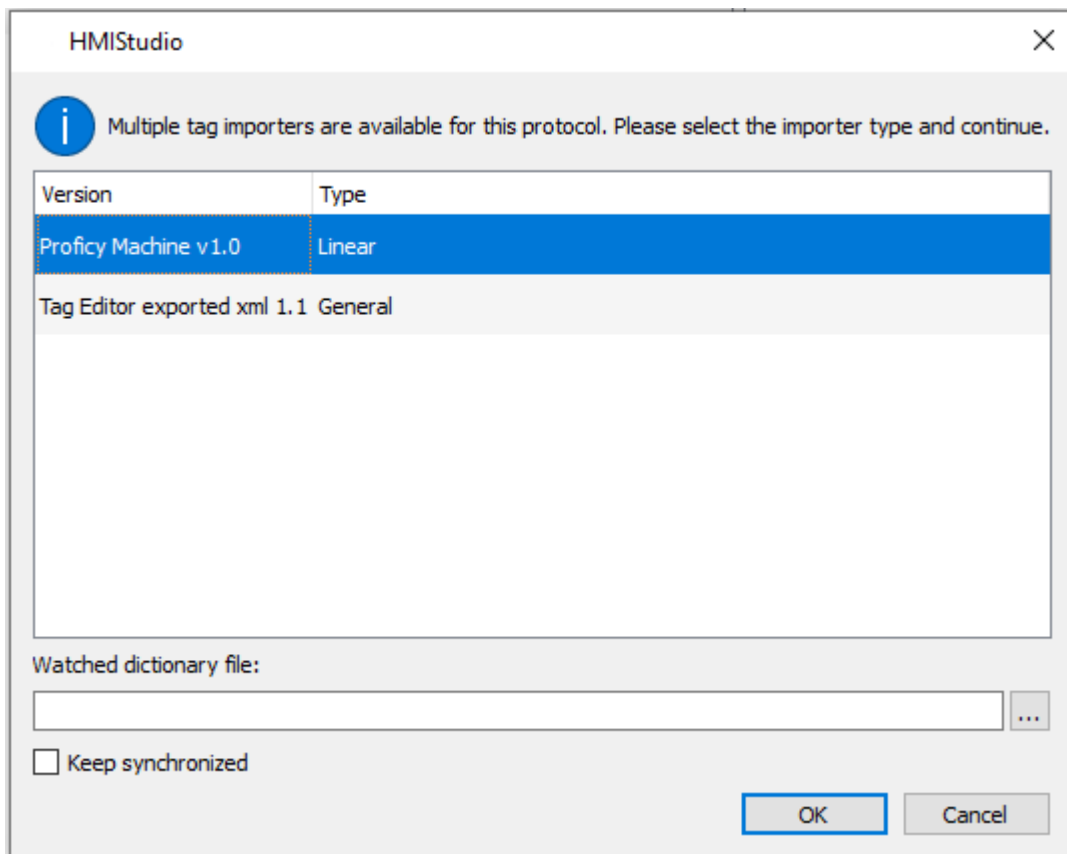 HMIStudio
Multiple tag importers are available for this protocol. Please select the importer type and continue.
Version Type
Proficy Machine v1.0 Linear
Tag Editor exported xml 1.1 General
Watched dictionary file:
...
Keep synchronized
OK Cancel